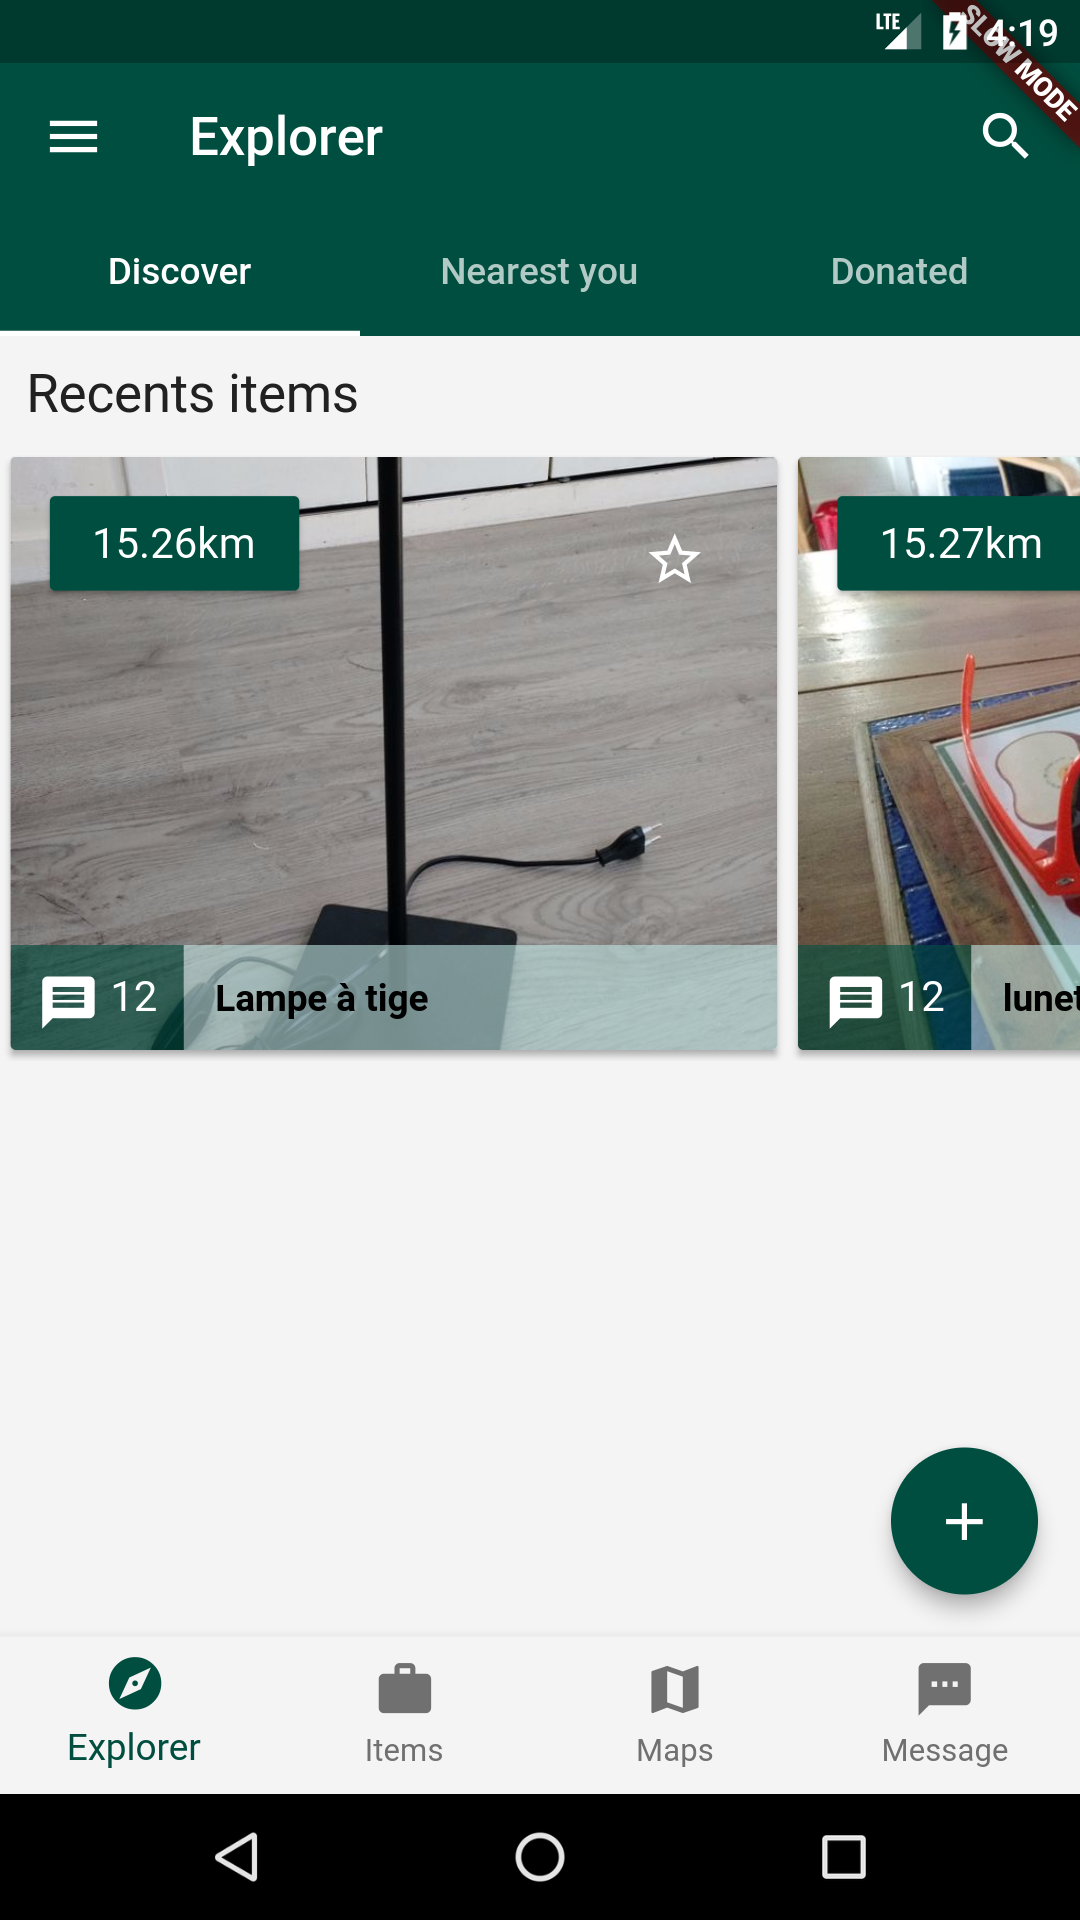 LTE 4:19
SLOW MODE
Explorer
Discover Nearest you Donated
Recents items
15.26km 15.27km
12 Lampe à tige 12 lunet
Explorer Items Maps Message